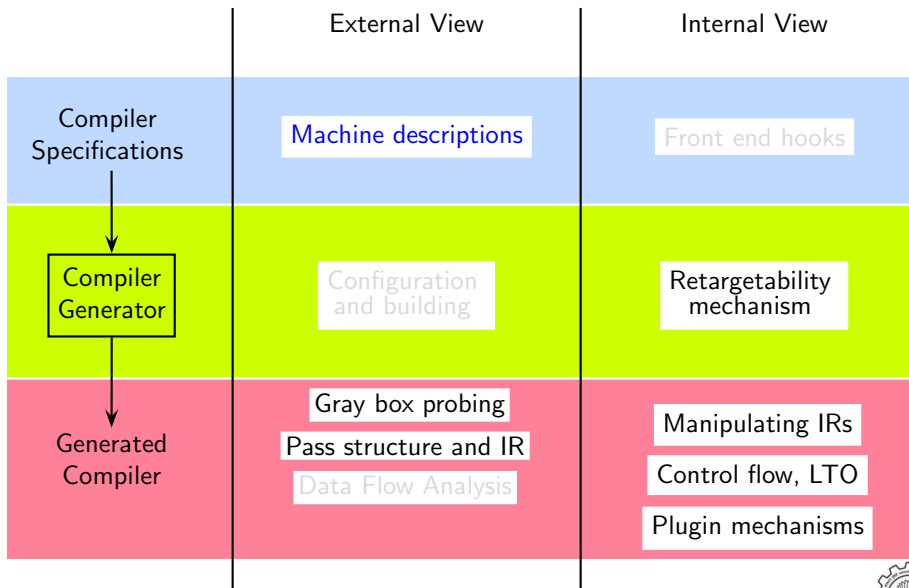 External View
Internal View
Compiler
Specifications
Machine descriptions
Front end hooks
Compiler
Generator
Configuration
and building
Retargetability
mechanism
Generated
Compiler
Gray box probing
Pass structure and IR
Data Flow Analysis
Manipulating IRs
Control flow, LTO
Plugin mechanisms